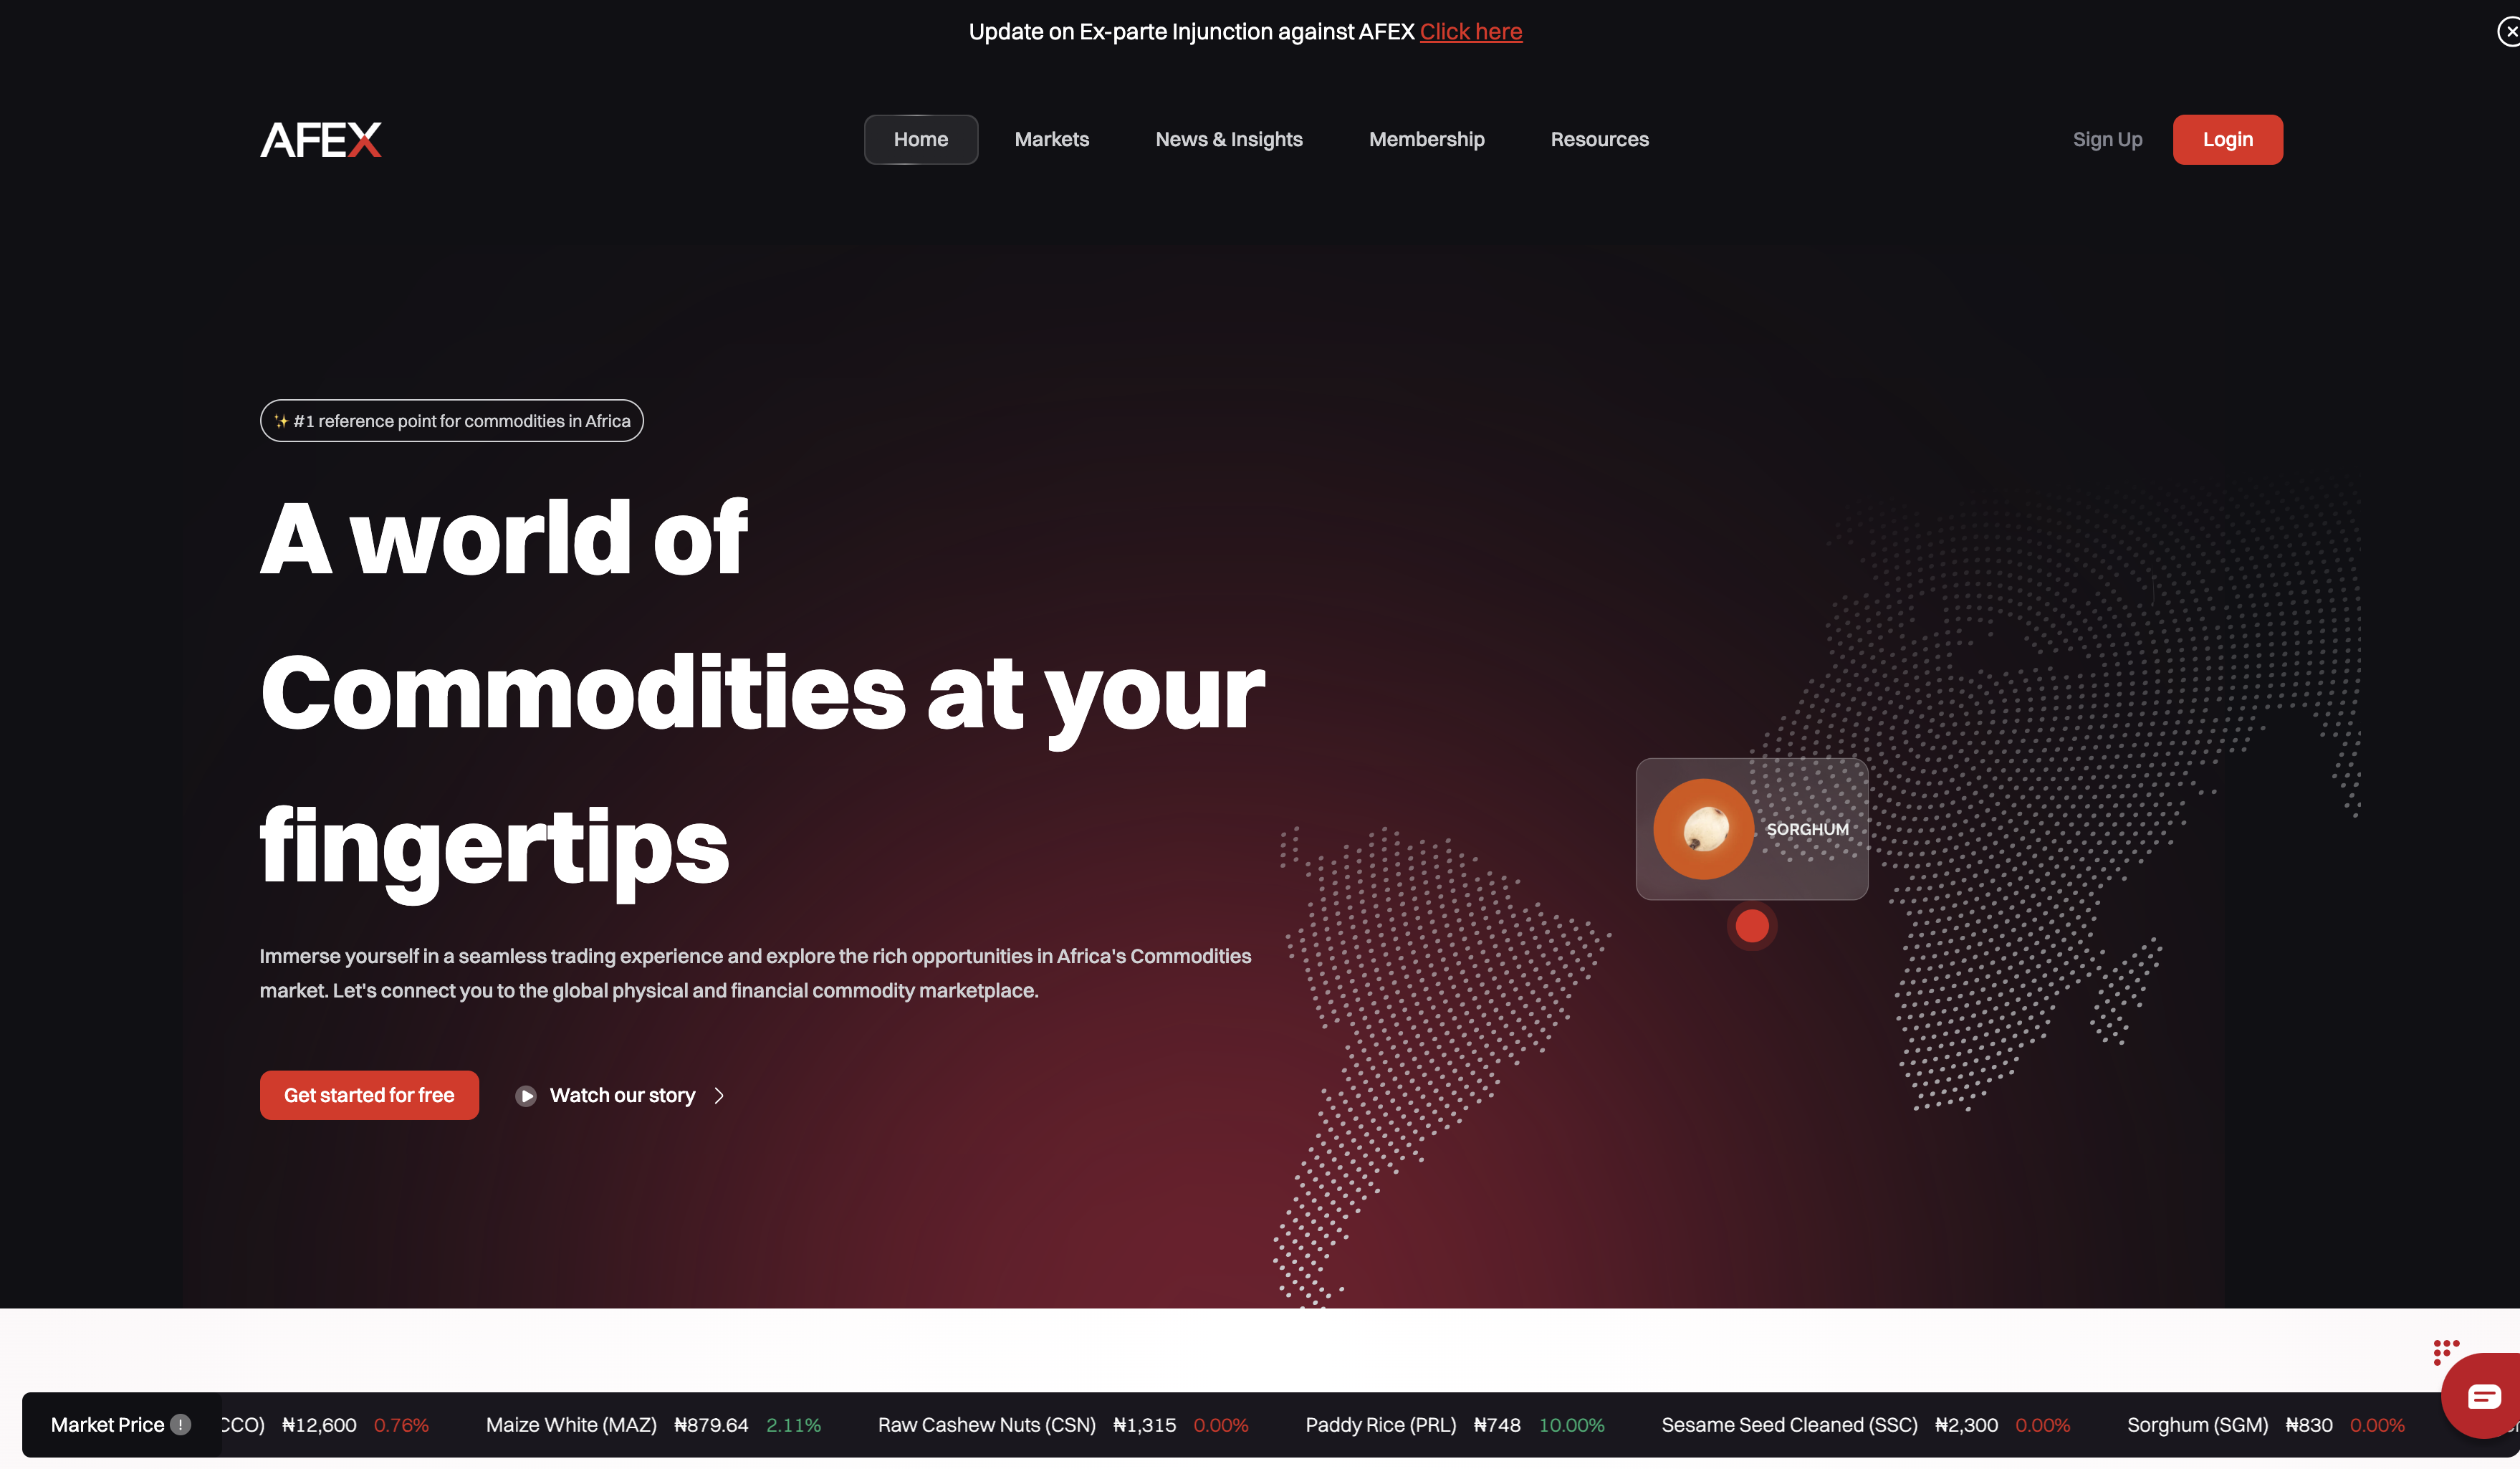 Update on Ex-parte Injunction against AFEX Click here
AFEX
Home
Markets
News & Insights
Membership
Resources
Sign Up
Login
✨ #1 reference point for commodities in Africa
A world of
Commodities at your
fingertips
SORGHUM
Immerse yourself in a seamless trading experience and explore the rich opportunities in Africa's Commodities
market. Let's connect you to the global physical and financial commodity marketplace.
Get started for free
Watch our story
Market Price ! CCO) ₦12,600 0.76% Maize White (MAZ) ₦879.64 2.11% Raw Cashew Nuts (CSN) ₦1,315 0.00% Paddy Rice (PRL) ₦748 10.00% Sesame Seed Cleaned (SSC) ₦2,300 0.00% Sorghum (SGM) ₦830 0.00%